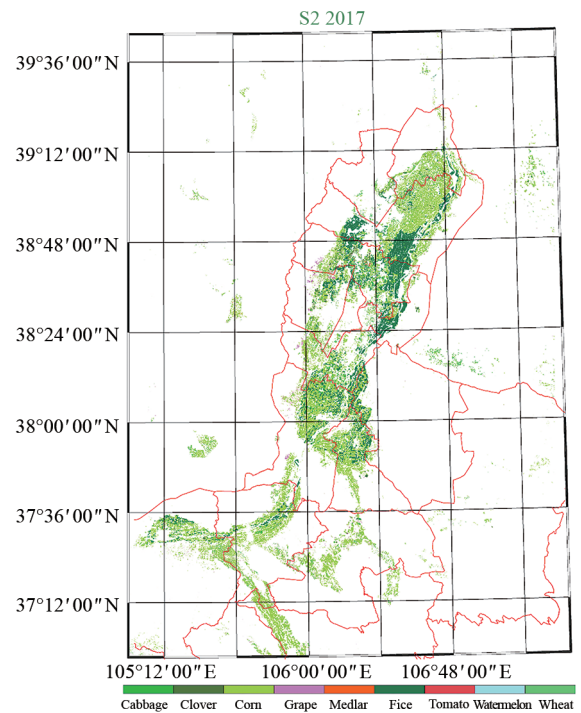 S2 2017
39°36′00″N
39°12′00″N
38°48′00″N
38°24′00″N
38°00′00″N
37°36′00″N
37°12′00″N
105°12′00″E 106°00′00″E 106°48′00″E
Cabbage Clover Corn Grape Medlar Fice Tomato Watermelon Wheat